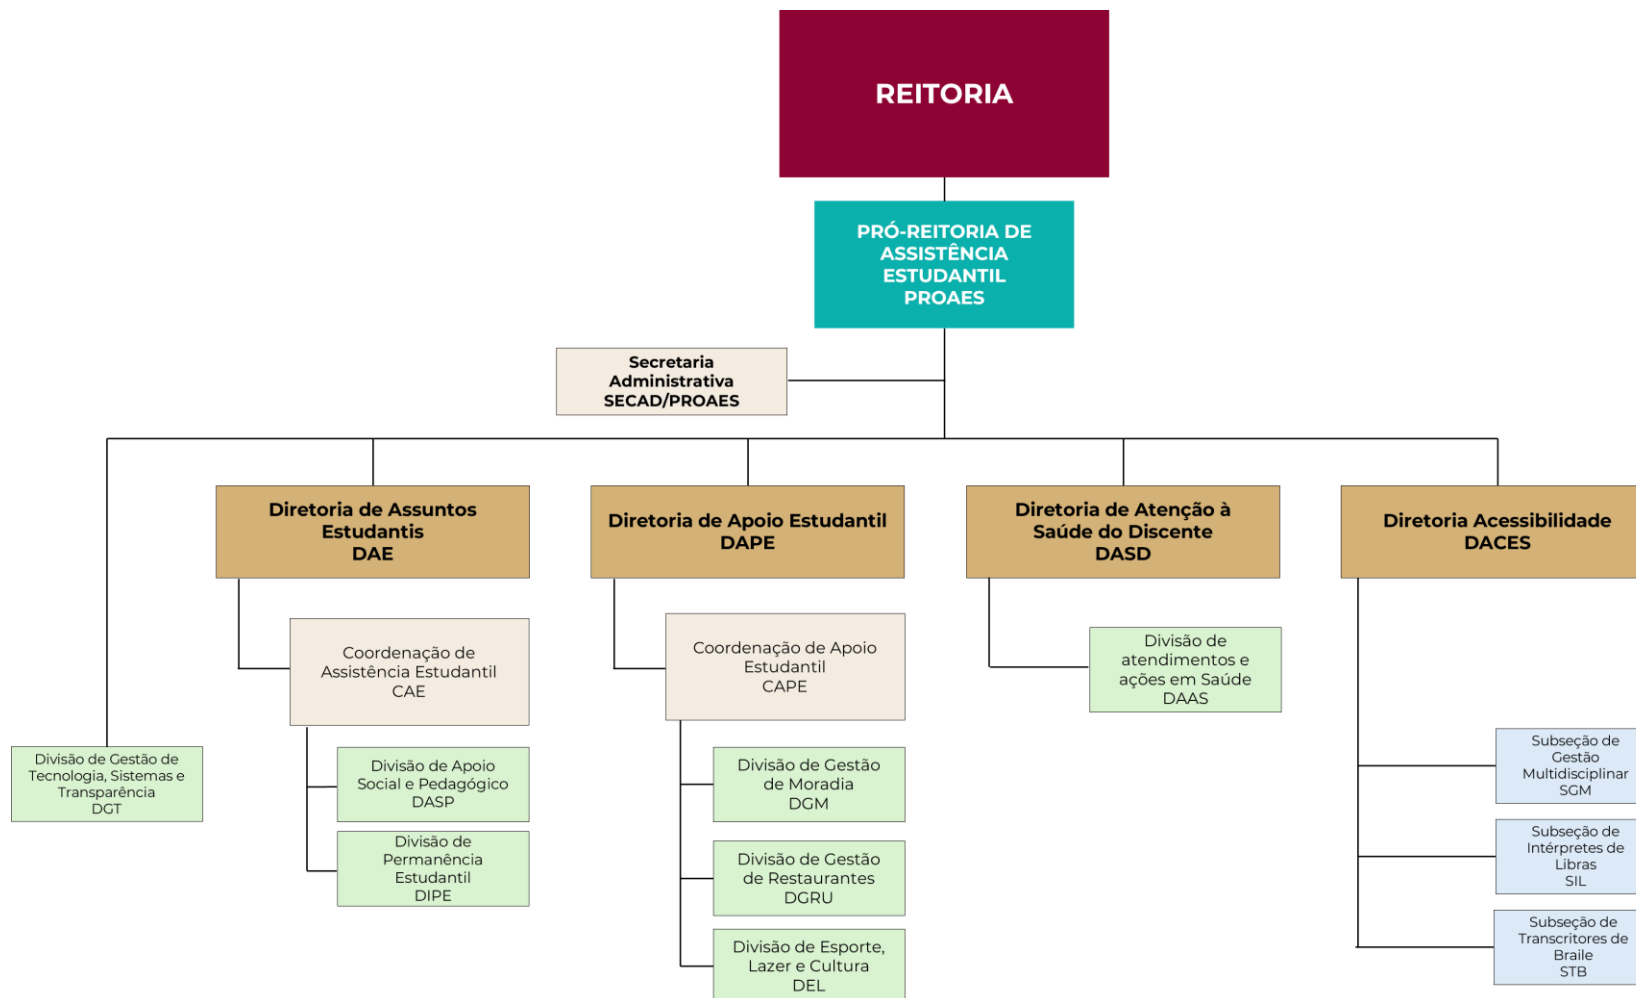 REITORIA
PRÓ-REITORIA DE
ASSISTÊNCIA
ESTUDANTIL
PROAES
Secretaria
Administrativa
SECAD/PROAES
Diretoria de Assuntos
Estudantis
DAE
Diretoria de Apoio Estudantil
DAPE
Diretoria de Atenção à
Saúde do Discente
DASD
Diretoria Acessibilidade
DACES
Coordenação de
Assistência Estudantil
CAE
Coordenação de Apoio
Estudantil
CAPE
Divisão de
atendimentos e
ações em Saúde
DAAS
Divisão de Gestão de
Tecnologia, Sistemas e
Transparência
DGT
Divisão de Apoio
Social e Pedagógico
DASP
Divisão de
Permanência
Estudantil
DIPE
Divisão de Gestão
de Moradia
DGM
Divisão de Gestão
de Restaurantes
DGRU
Divisão de Esporte,
Lazer e Cultura
DEL
Subseção de
Gestão
Multidisciplinar
SGM
Subseção de
Intérpretes de
Libras
SIL
Subseção de
Transcritores de
Braile
STB